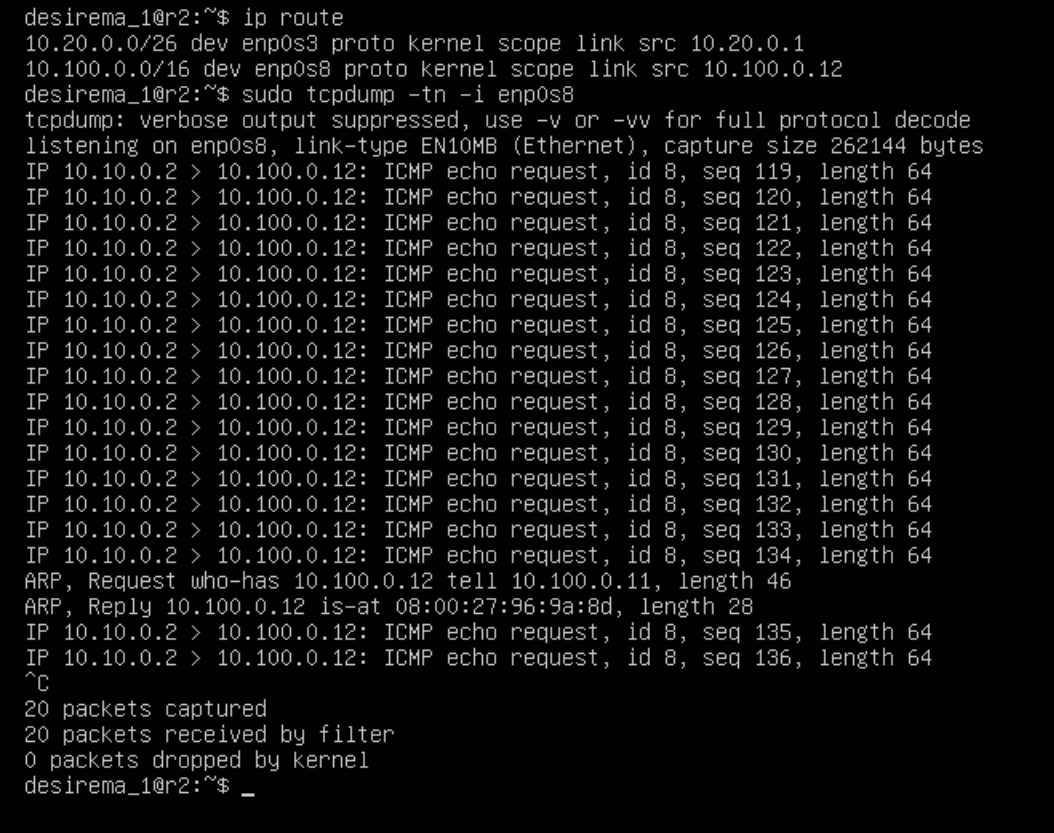 desirema_1@r2:~$ ip route
10.20.0.0/26 dev enp0s3 proto kernel scope link src 10.20.0.1
10.100.0.0/16 dev enp0s8 proto kernel scope link src 10.100.0.12
desirema_1@r2:~$ sudo tcpdump -tn -i enp0s8
tcpdump: verbose output suppressed, use -v or -vv for full protocol decode
listening on enp0s8, link-type EN10MB (Ethernet), capture size 262144 bytes
IP 10.10.0.2 > 10.100.0.12: ICMP echo request, id 8, seq 119, length 64
IP 10.10.0.2 > 10.100.0.12: ICMP echo request, id 8, seq 120, length 64
IP 10.10.0.2 > 10.100.0.12: ICMP echo request, id 8, seq 121, length 64
IP 10.10.0.2 > 10.100.0.12: ICMP echo request, id 8, seq 122, length 64
IP 10.10.0.2 > 10.100.0.12: ICMP echo request, id 8, seq 123, length 64
IP 10.10.0.2 > 10.100.0.12: ICMP echo request, id 8, seq 124, length 64
IP 10.10.0.2 > 10.100.0.12: ICMP echo request, id 8, seq 125, length 64
IP 10.10.0.2 > 10.100.0.12: ICMP echo request, id 8, seq 126, length 64
IP 10.10.0.2 > 10.100.0.12: ICMP echo request, id 8, seq 127, length 64
IP 10.10.0.2 > 10.100.0.12: ICMP echo request, id 8, seq 128, length 64
IP 10.10.0.2 > 10.100.0.12: ICMP echo request, id 8, seq 129, length 64
IP 10.10.0.2 > 10.100.0.12: ICMP echo request, id 8, seq 130, length 64
IP 10.10.0.2 > 10.100.0.12: ICMP echo request, id 8, seq 131, length 64
IP 10.10.0.2 > 10.100.0.12: ICMP echo request, id 8, seq 132, length 64
IP 10.10.0.2 > 10.100.0.12: ICMP echo request, id 8, seq 133, length 64
IP 10.10.0.2 > 10.100.0.12: ICMP echo request, id 8, seq 134, length 64
ARP, Request who-has 10.100.0.12 tell 10.100.0.11, length 46
ARP, Reply 10.100.0.12 is-at 08:00:27:96:9a:8d, length 28
IP 10.10.0.2 > 10.100.0.12: ICMP echo request, id 8, seq 135, length 64
IP 10.10.0.2 > 10.100.0.12: ICMP echo request, id 8, seq 136, length 64
^C
20 packets captured
20 packets received by filter
0 packets dropped by kernel
desirema_1@r2:~$ _